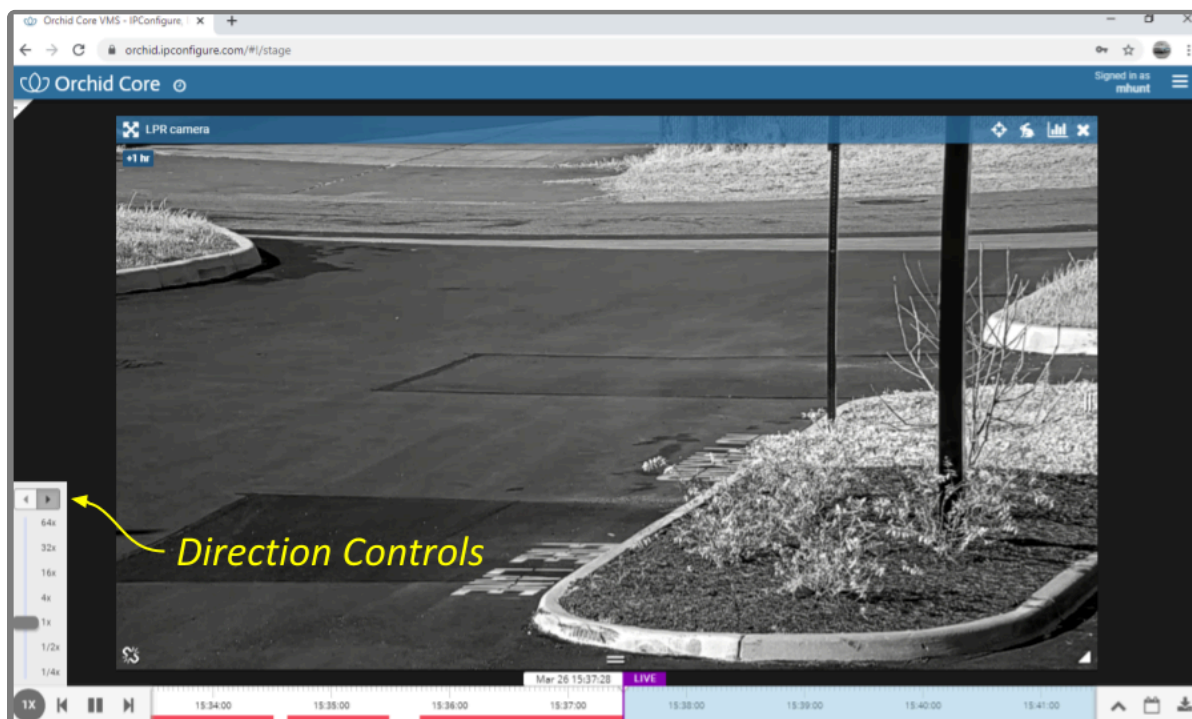 Orchid Core VMS - IPConfigure, I
orchid.ipconfigure.com/#!/stage
Orchid Core
Signed in as
mhunt
LPR camera
+1 hr
64x
32x
16x
4x
1x
1/2x
1/4x
Direction Controls
Mar 26 15:37:28 LIVE
1X
15:34:00 15:35:00 15:36:00 15:37:00 15:38:00 15:39:00 15:40:00 15:41:00